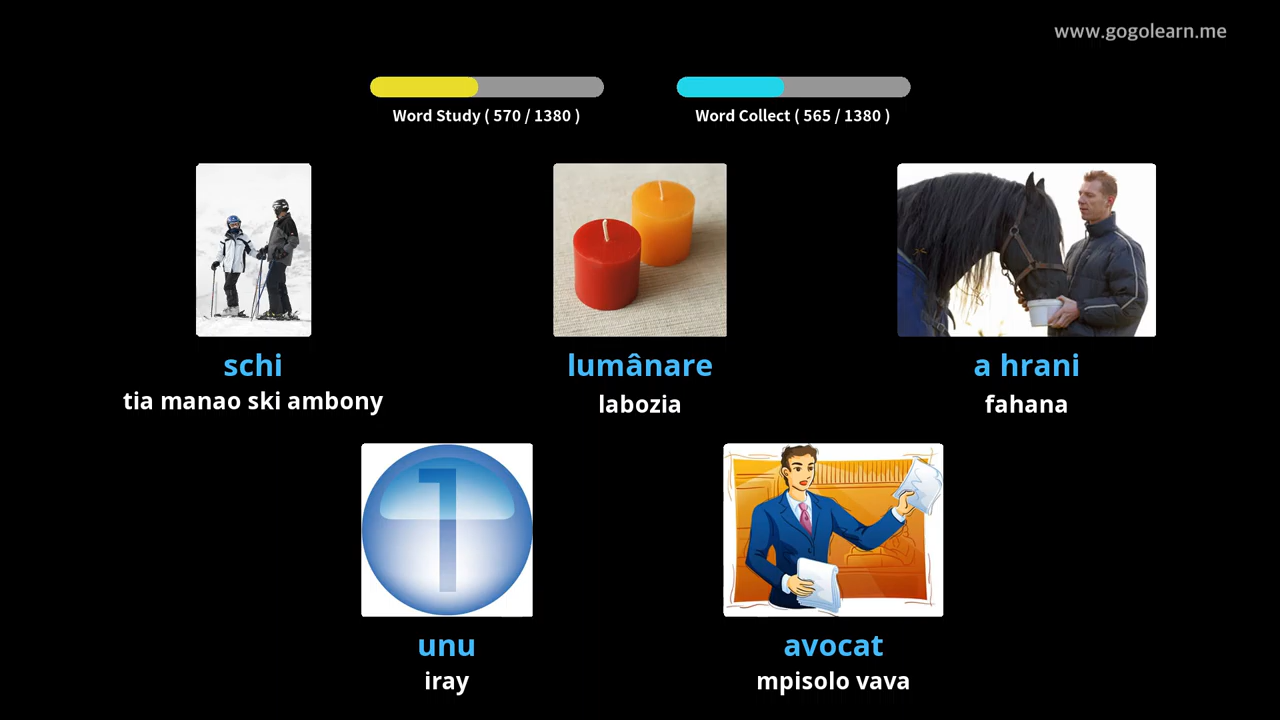 www.gogolearn.me
Word Study ( 570 / 1380 )
Word Collect ( 565 / 1380 )
schi
tia manao ski ambony
lumânare
labozia
a hrani
fahana
1
unu
iray
avocat
mpisolo vava